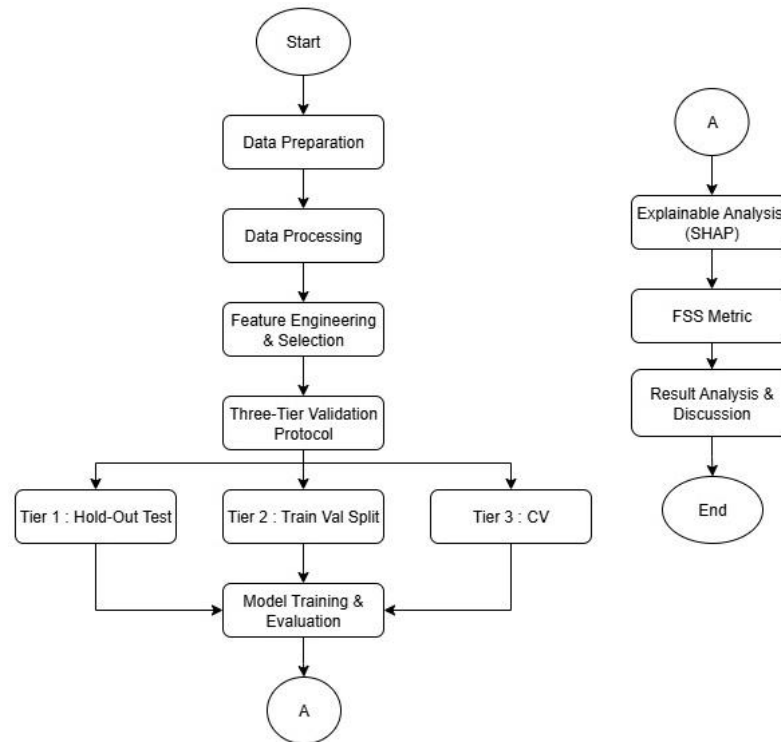 Start
Data Preparation
Data Processing
Feature Engineering
& Selection
Three-Tier Validation
Protocol
Tier 1 : Hold-Out Test
Tier 2 : Train Val Split
Tier 3 : CV
Model Training &
Evaluation
A
A
Explainable Analysis
(SHAP)
FSS Metric
Result Analysis &
Discussion
End